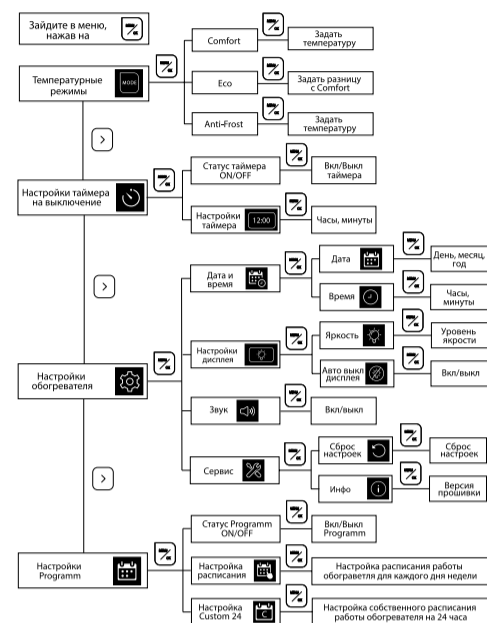 Зайдите в меню,
нажав на
Температурные
режимы
MODE
Comfort
Задать
температуру
Eco
Задать разницу
с Comfort
Anti-Frost
Задать
температуру
Настройки таймера
на выключение
Статус таймера
ON/OFF
Вкл/Выкл
таймера
Настройки
таймера
12:00
Часы, минуты
Настройки
обогревателя
Дата и
время
Дата
День, месяц,
год
Время
Часы,
минуты
Настройки
дисплея
Яркость
Уровень
якрости
Авто выкл
дисплея
Вкл/выкл
Звук
Вкл/выкл
Сервис
Сброс
настроек
Сброс
настроек
Инфо
Версия
прошивки
Настройки
Programm
Статус Programm
ON/OFF
Вкл/Выкл
Programm
Настройка
расписания
Настройка расписания работы
обограветля для каждого дня недели
Настройка
Custom 24
C
Настройка собственного расписания
работы обогревателя на 24 часа